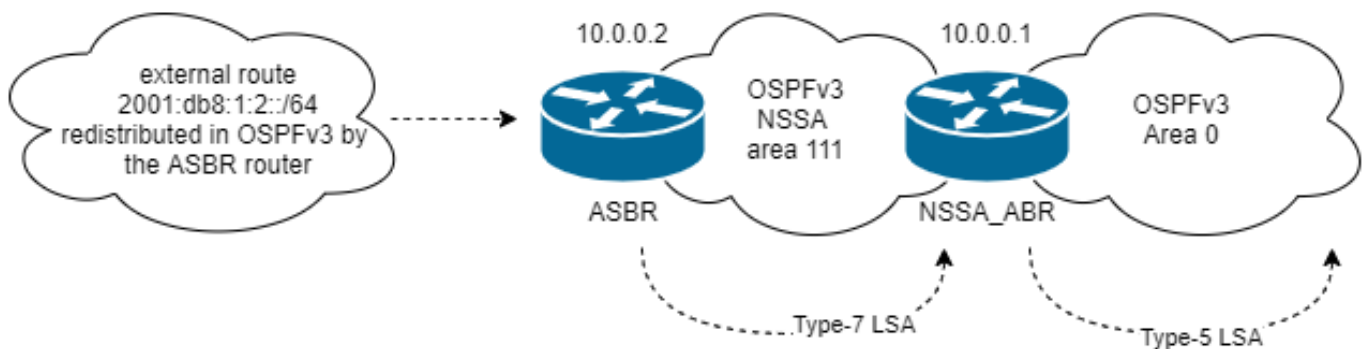 external route
2001:db8:1:2::/64
redistributed in OSPFv3 by
the ASBR router
10.0.0.2
ASBR
OSPFv3
NSSA
area 111
10.0.0.1
NSSA_ABR
OSPFv3
Area 0
Type-7 LSA
Type-5 LSA